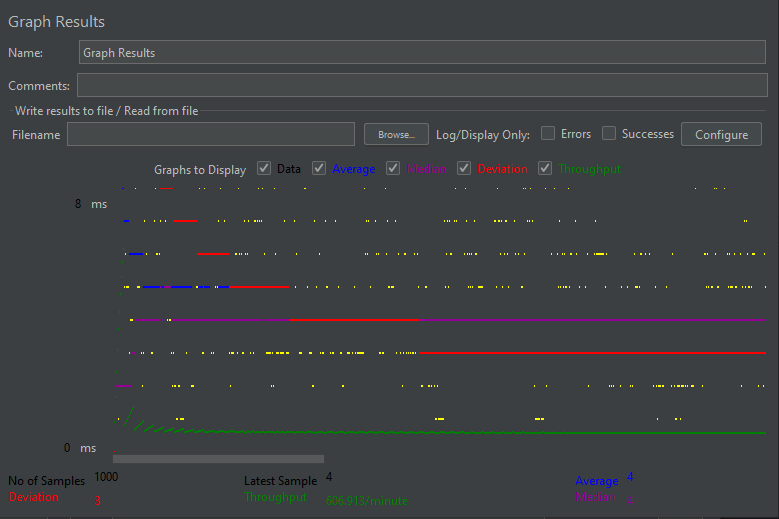 Graph Results
Name: Graph Results
Comments:
Write results to file / Read from file
Filename Browse... Log/Display Only: Errors Successes Configure
Graphs to Display Data Average Median Deviation Throughput
8 ms
0 ms
No of Samples 1000 Latest Sample 4 Average 4
Deviation 3 Throughput 606.913/minute Median 4